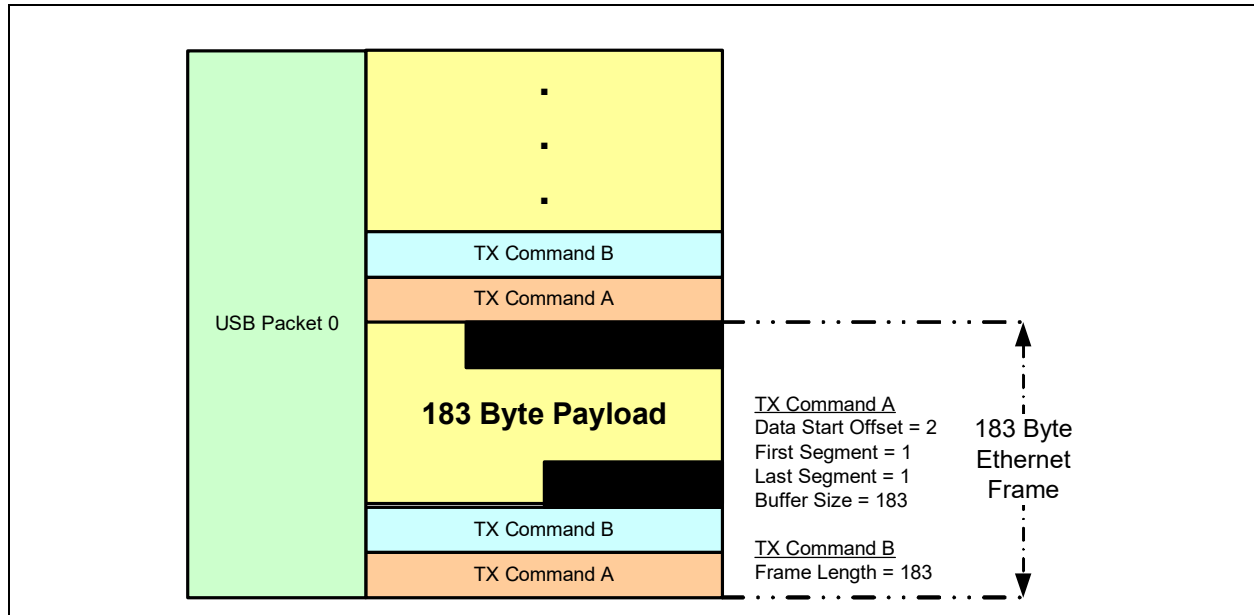 .
.
.
TX Command B
TX Command A
USB Packet 0
183 Byte Payload
TX Command B
TX Command A
TX Command A
Data Start Offset = 2
First Segment = 1
Last Segment = 1
Buffer Size = 183
TX Command B
Frame Length = 183
183 Byte
Ethernet
Frame